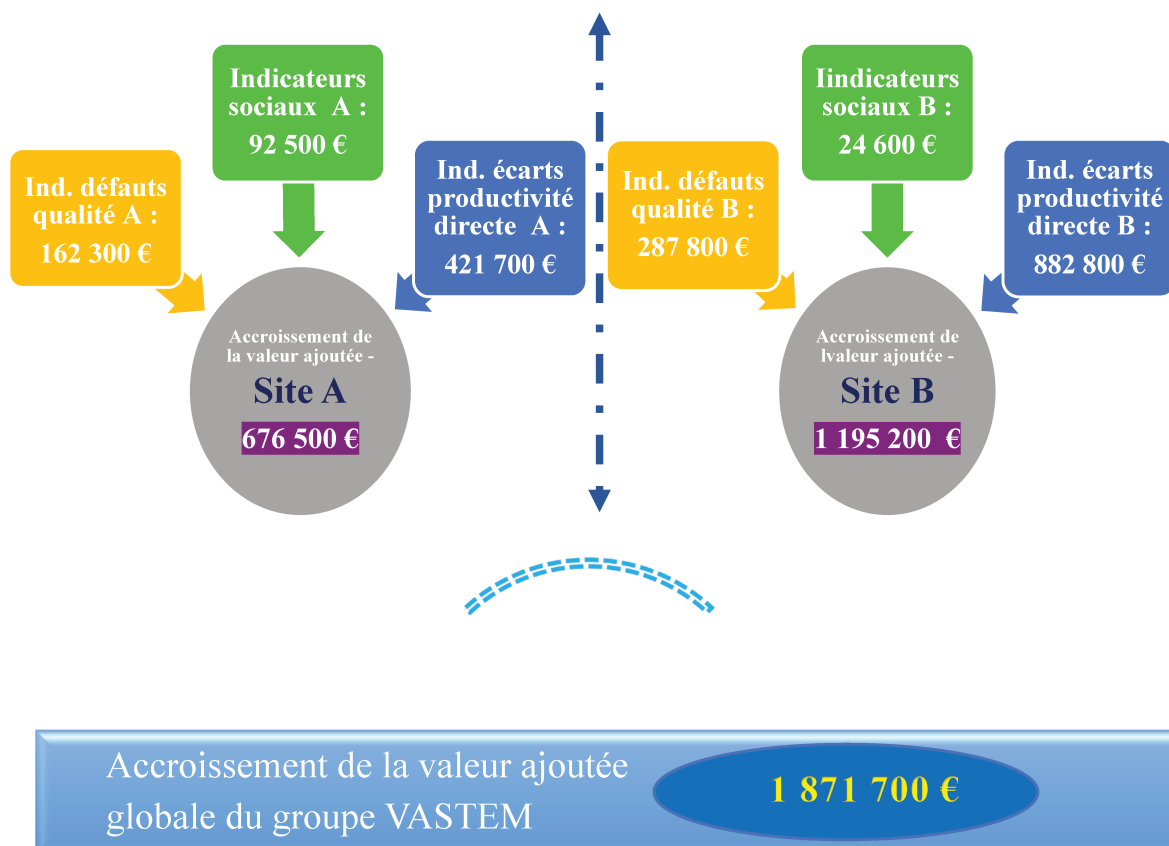 Indicateurs
sociaux A :
92 500 €
Ind. défauts
qualité A :
162 300 €
Ind. écarts
productivité
directe A :
421 700 €
Accroissement de
la valeur ajoutée -
Site A
676 500 €
Iindicateurs
sociaux B :
24 600 €
Ind. défauts
qualité B :
287 800 €
Ind. écarts
productivité
directe B :
882 800 €
Accroissement de
lvaleur ajoutée -
Site B
1 195 200 €
Accroissement de la valeur ajoutée
globale du groupe VASTEM
1 871 700 €